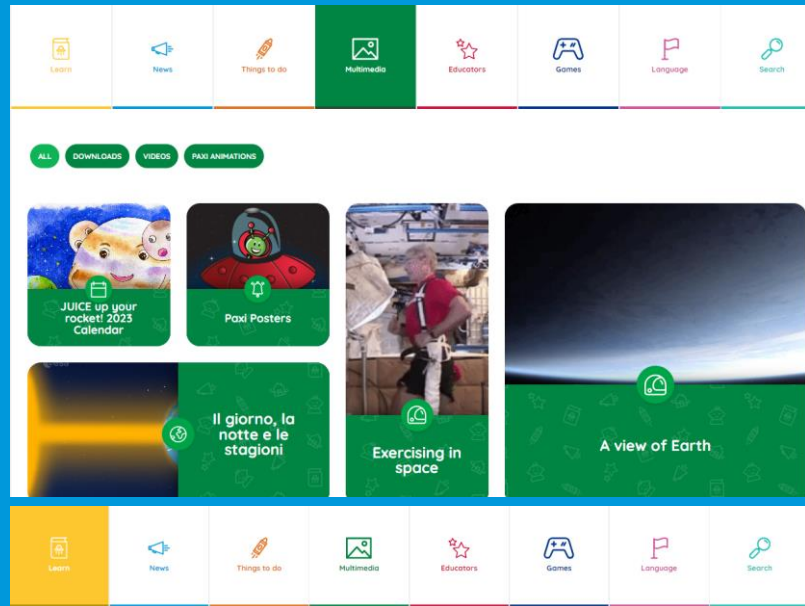 Learn
News
Things to do
Multimedia
Educators
Games
Language
Search
ALL
DOWNLOADS
VIDEOS
PAXI ANIMATIONS
JUICE up your
rocket! 2023
Calendar
Paxi Posters
Il giorno, la
notte e le
stagioni
Exercising in
space
A view of Earth
Learn
News
Things to do
Multimedia
Educators
Games
Language
Search